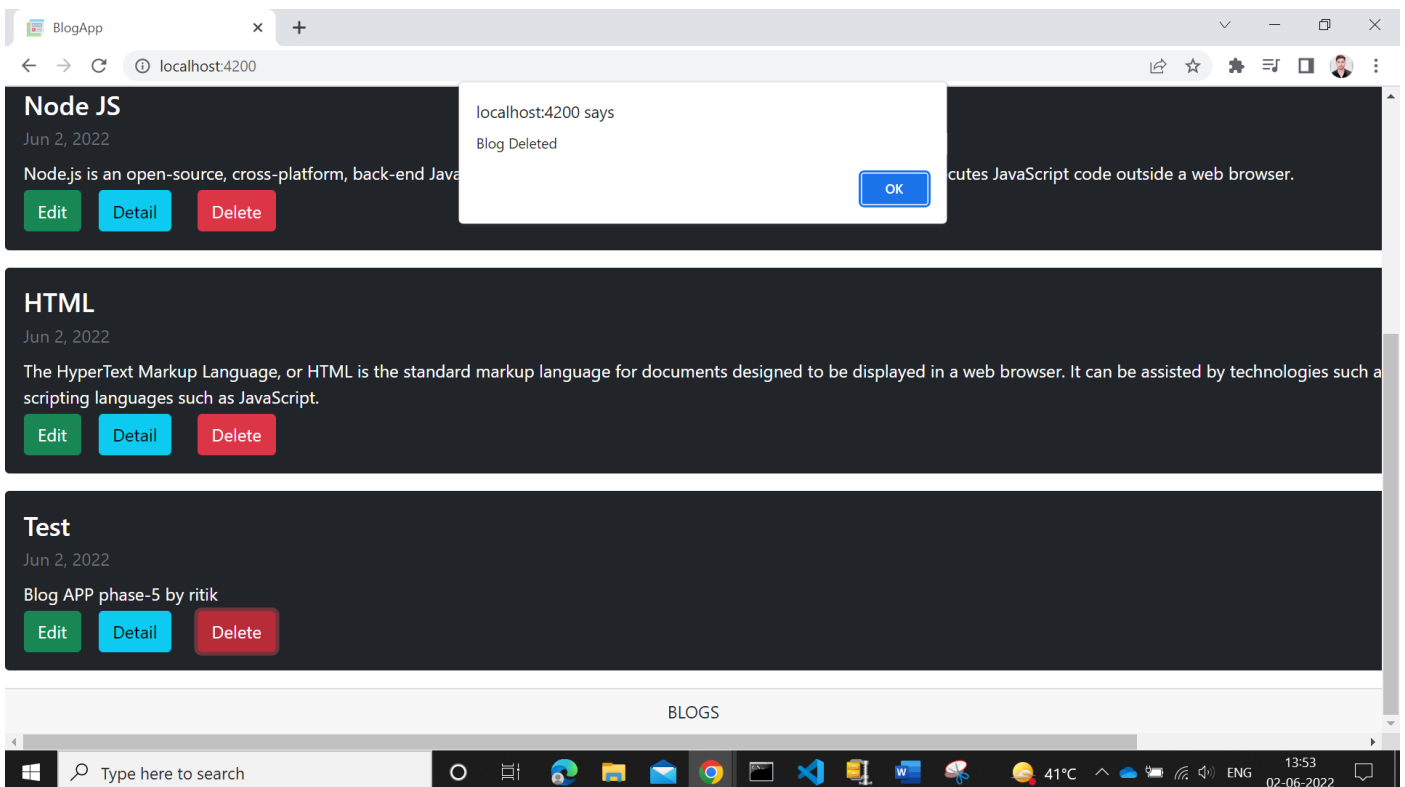 BlogApp
localhost:4200
Node JS
Jun 2, 2022
Node.js is an open-source, cross-platform, back-end Java
cutes JavaScript code outside a web browser.
Edit Detail Delete
localhost:4200 says
Blog Deleted
OK
HTML
Jun 2, 2022
The HyperText Markup Language, or HTML is the standard markup language for documents designed to be displayed in a web browser. It can be assisted by technologies such a
scripting languages such as JavaScript.
Edit Detail Delete
Test
Jun 2, 2022
Blog APP phase-5 by ritik
Edit Detail Delete
BLOGS
Type here to search
41°C
ENG
13:53
02-06-2022